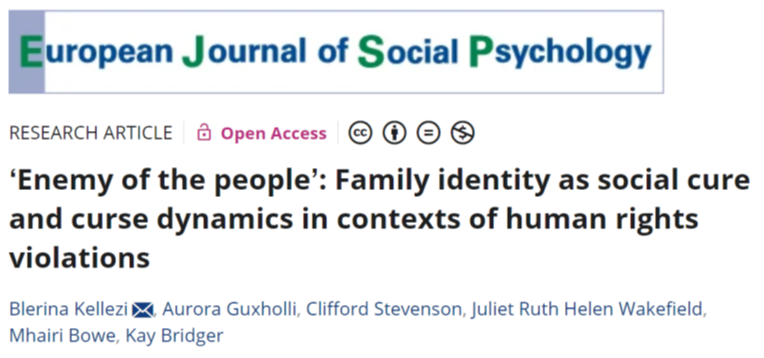 European Journal of Social Psychology
RESEARCH ARTICLE Open Access cc
‘Enemy of the people’: Family identity as social cure
and curse dynamics in contexts of human rights
violations
Blerina Kellezi, Aurora Guxholli, Clifford Stevenson, Juliet Ruth Helen Wakefield,
Mhairi Bowe, Kay Bridger